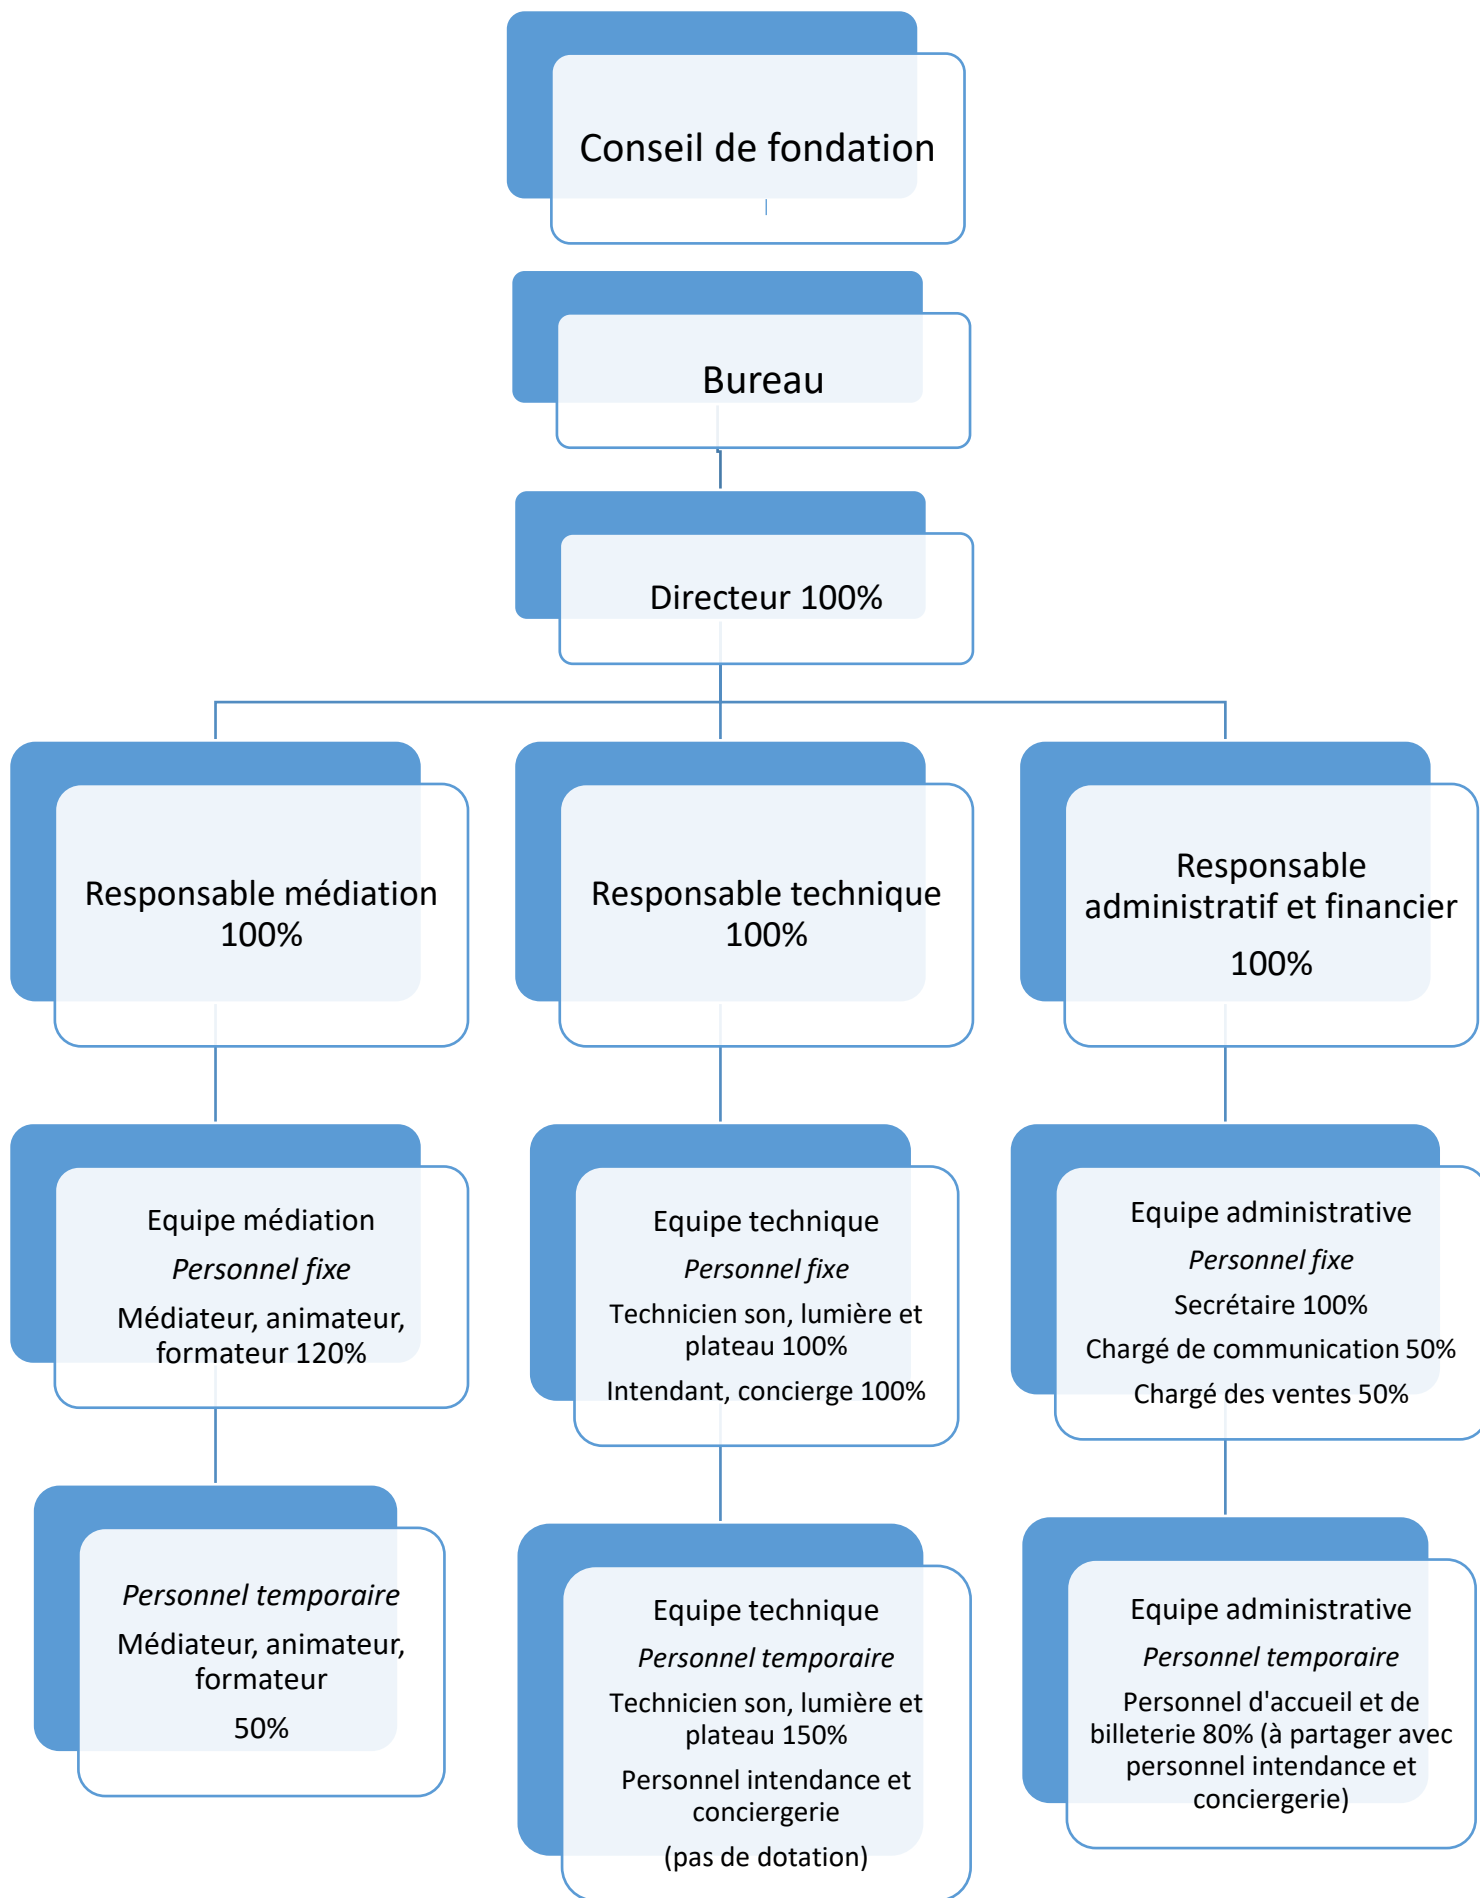 Conseil de fondation
Bureau
Directeur 100%
Responsable médiation
100%
Responsable technique
100%
Responsable
administratif et financier
100%
Equipe médiation
Personnel fixe
Médiateur, animateur,
formateur 120%
Equipe technique
Personnel fixe
Technicien son, lumière et
plateau 100%
Intendant, concierge 100%
Equipe administrative
Personnel fixe
Secrétaire 100%
Chargé de communication 50%
Chargé des ventes 50%
Personnel temporaire
Médiateur, animateur,
formateur
50%
Equipe technique
Personnel temporaire
Technicien son, lumière et
plateau 150%
Personnel intendance et
conciergerie
(pas de dotation)
Equipe administrative
Personnel temporaire
Personnel d'accueil et de
billeterie 80% (à partager avec
personnel intendance et
conciergerie)